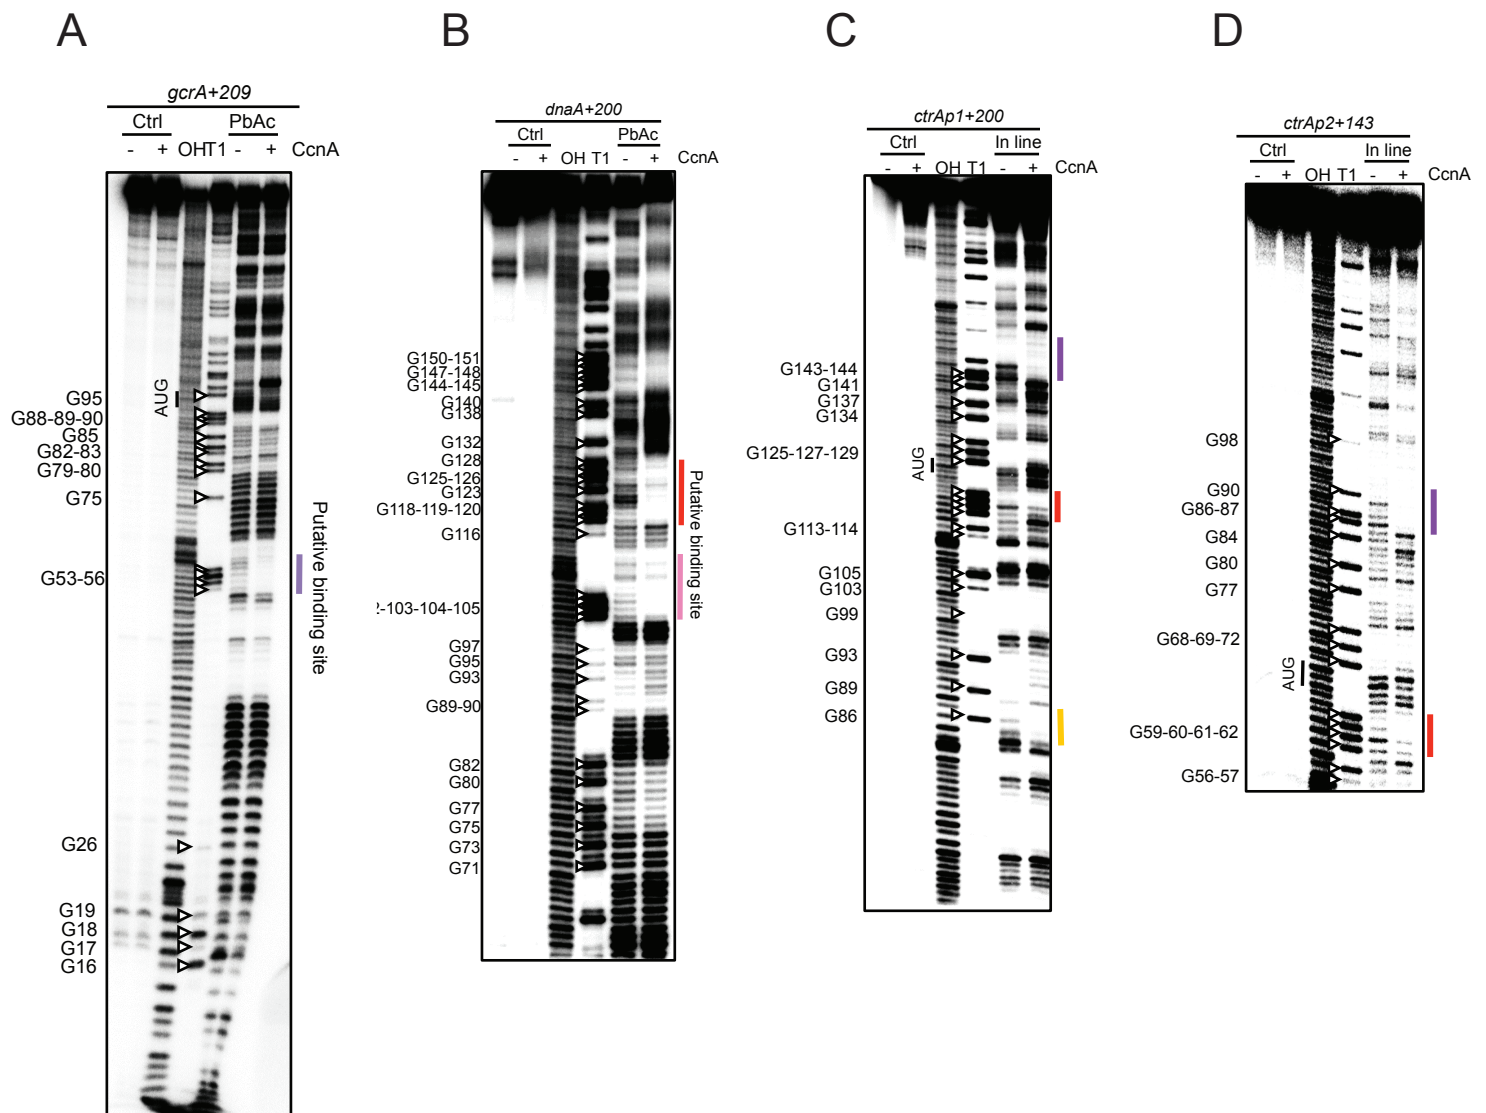 A
B
C
D
gcrA+209
Ctrl
PbAc
- + OH T1 - + CcnA
G95
AUG
G88-89-90
G85
G82-83
G79-80
G75
G53-56
Putative binding site
G26
G19
G18
G17
G16
dnaA+200
Ctrl
PbAc
- + OH T1 - + CcnA
G150-151
G147-148
G144-145
G140
G138
G132
G128
G125-126
G123
G118-119-120
G116
2-103-104-105
Putative binding site
G97
G95
G93
G89-90
G82
G80
G77
G75
G73
G71
ctrAp1+200
Ctrl
In line
- + OH T1 - + CcnA
G143-144
G141
G137
G134
G125-127-129
AUG
G113-114
G105
G103
G99
G93
G89
G86
ctrAp2+143
Ctrl
In line
- + OH T1 - + CcnA
G98
G90
G86-87
G84
G80
G77
G68-69-72
AUG
G59-60-61-62
G56-57